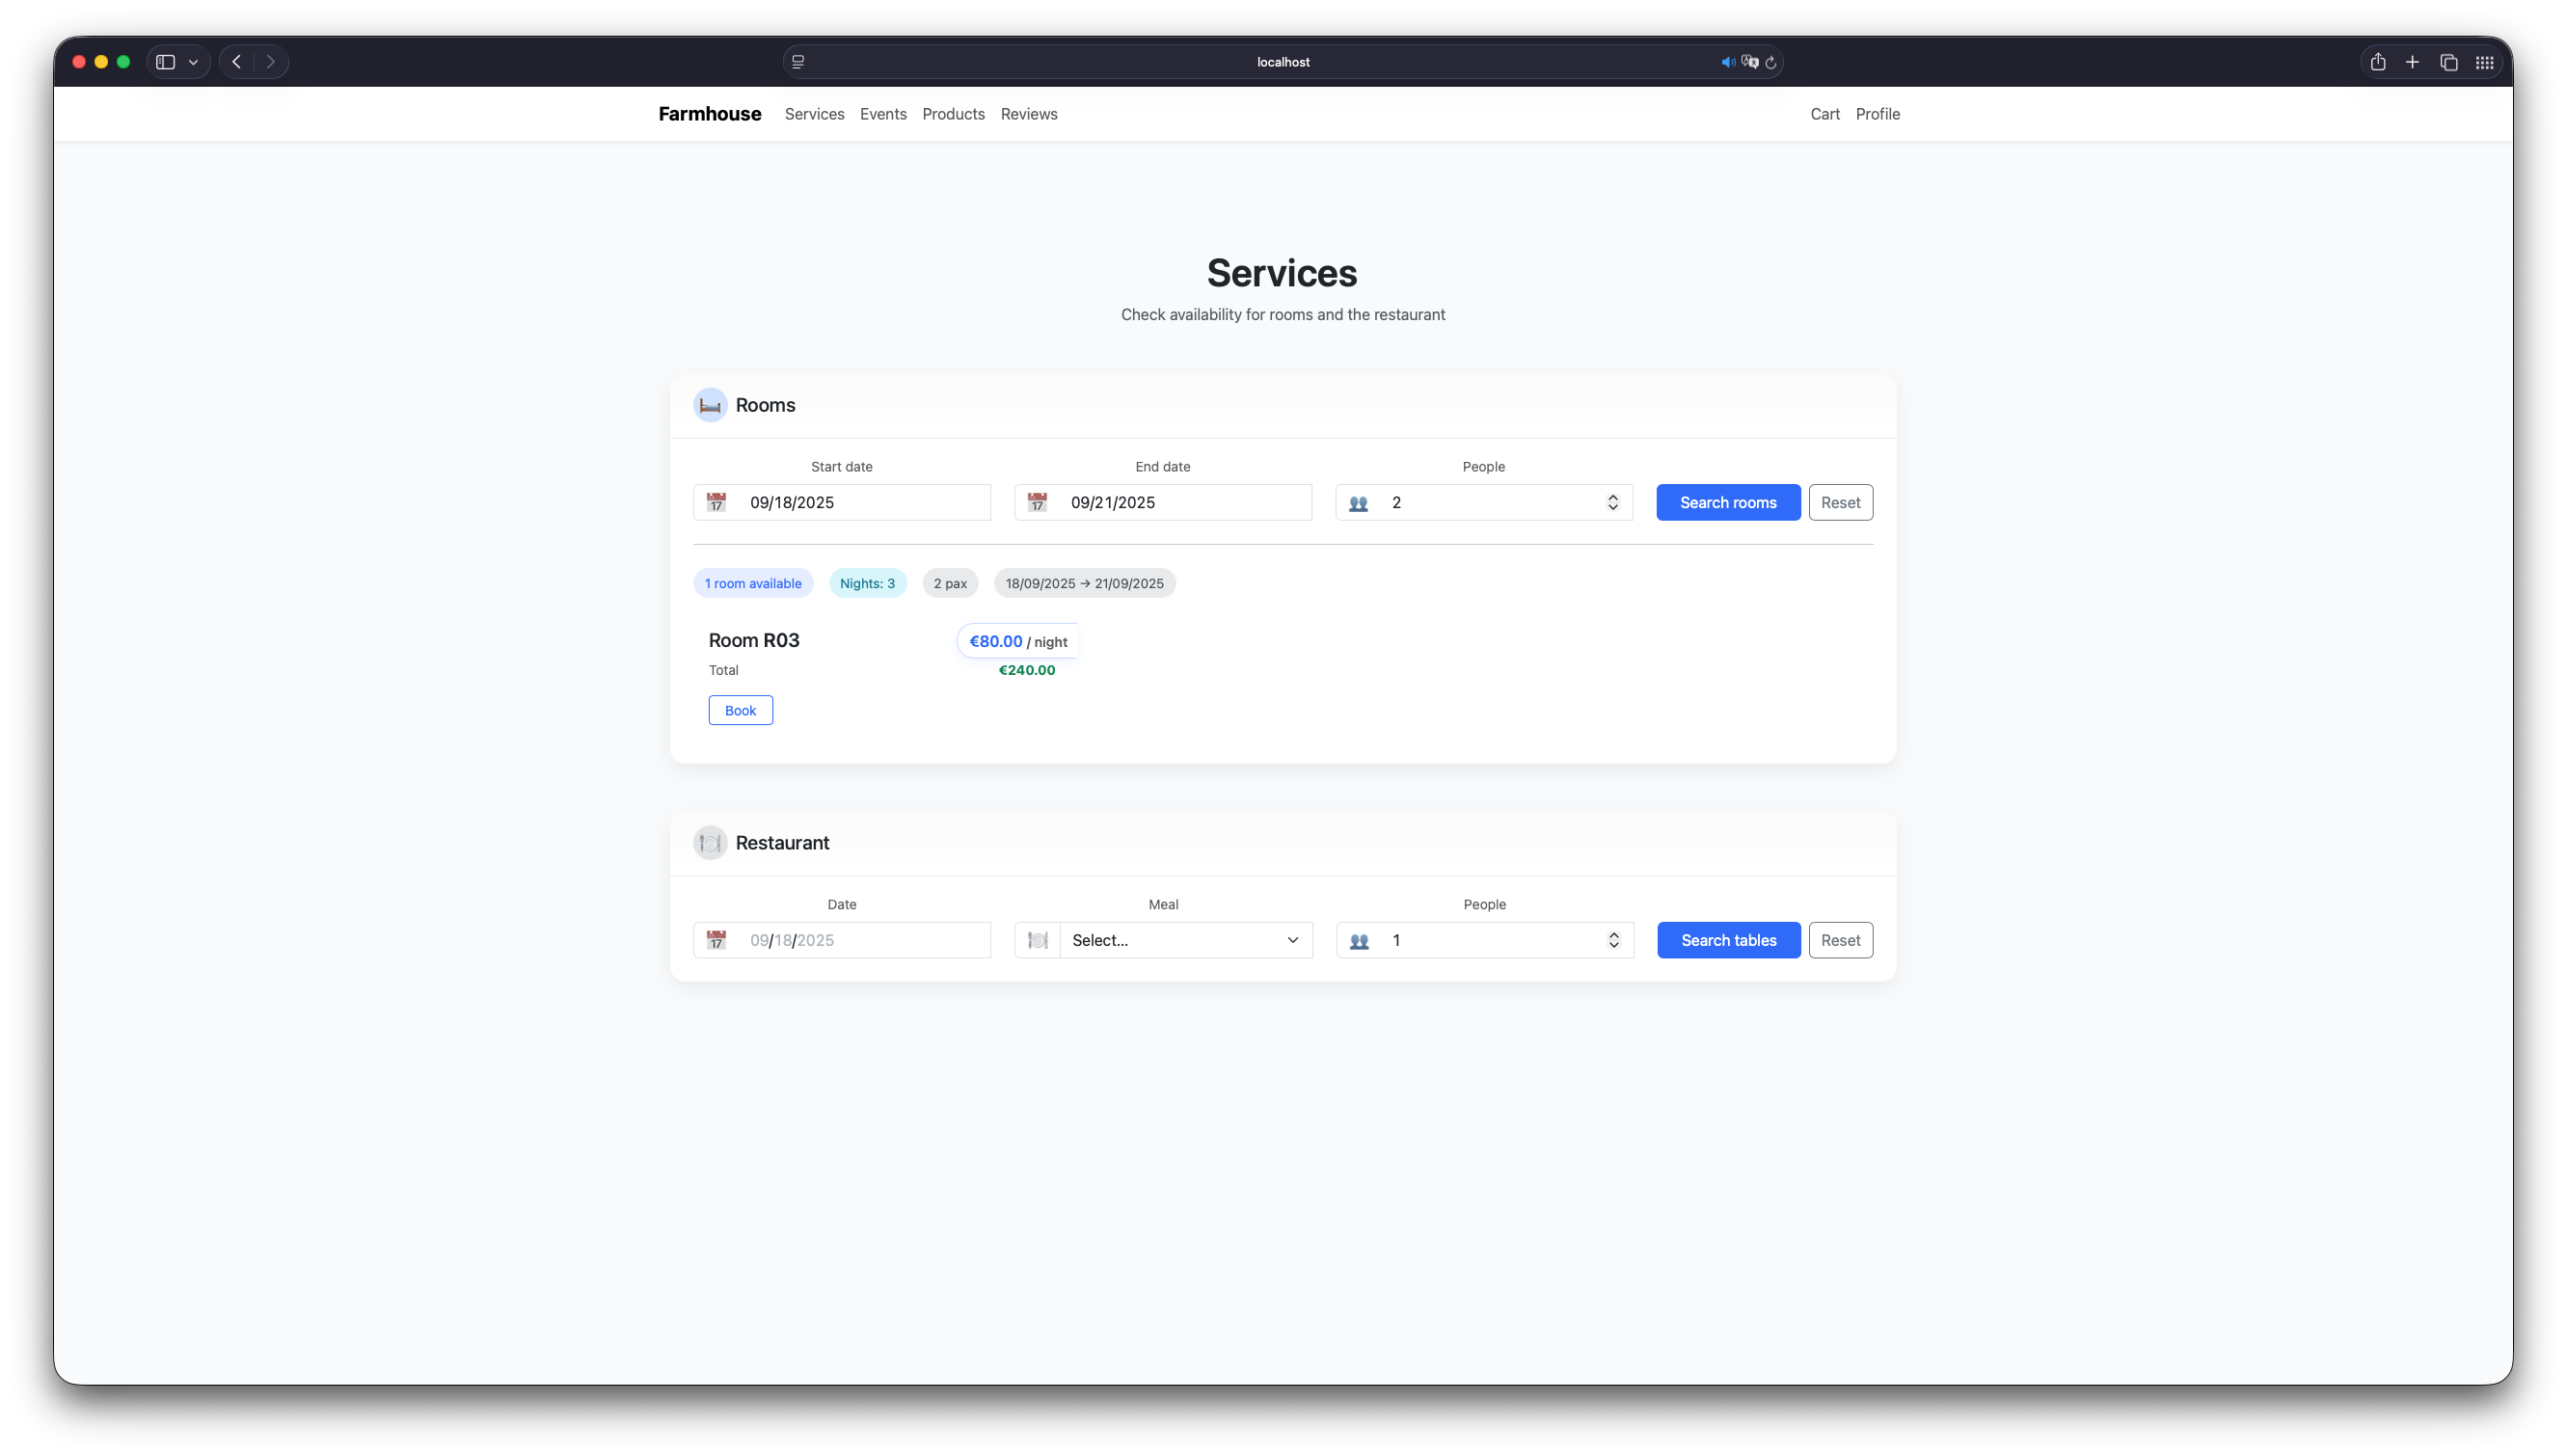 localhost
Farmhouse Services Events Products Reviews Cart Profile
Services
Check availability for rooms and the restaurant
Rooms
Start date End date People
09/18/2025 09/21/2025 2 Search rooms Reset
1 room available Nights: 3 2 pax 18/09/2025 → 21/09/2025
Room R03 €80.00 / night
Total €240.00
Book
Restaurant
Date Meal People
09/18/2025 Select... 1 Search tables Reset